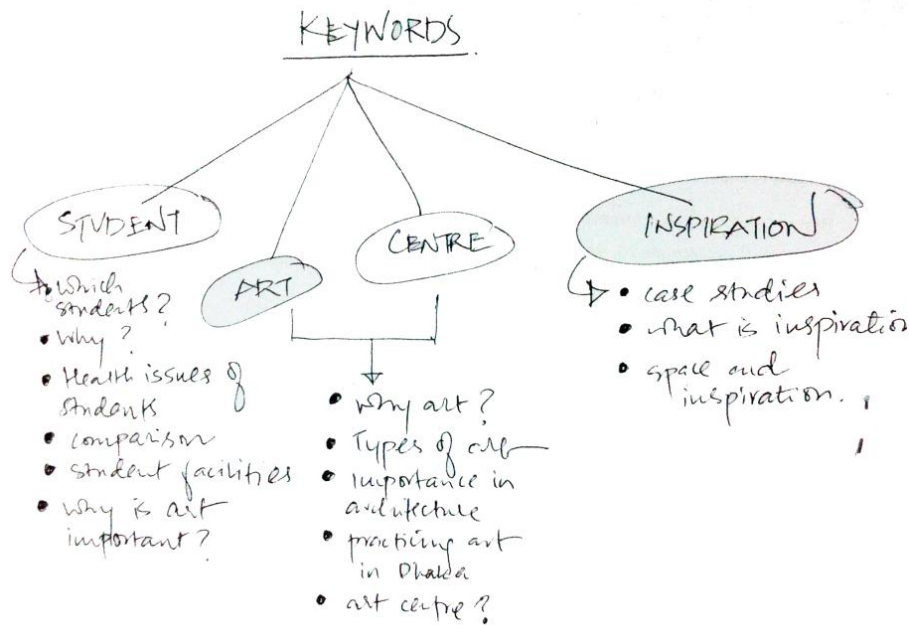 KEYWORDS
STUDENT
• which
students?
• why?
• Health issues of
students
• comparison
• student facilities
• why is art
important?
ART
CENTRE
• why art?
• Types of art
• importance in
architecture
• practicing art
in Dhaka
• art centre?
INSPIRATION
• case studies
• what is inspiration
• space and
inspiration.